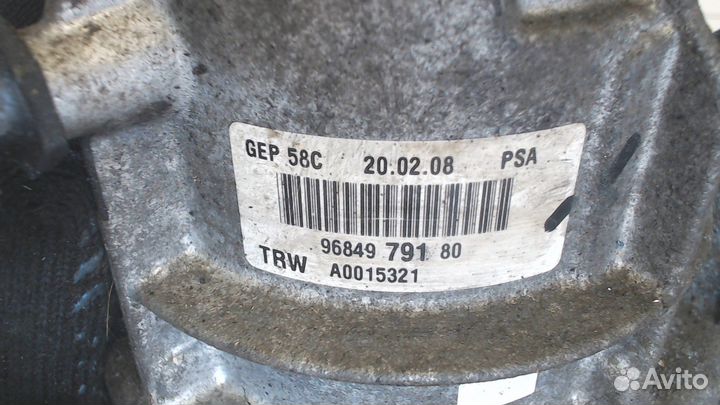 GEP 58C 20.02.08 PSA
96849 791 80
TRW A0015321
Avito